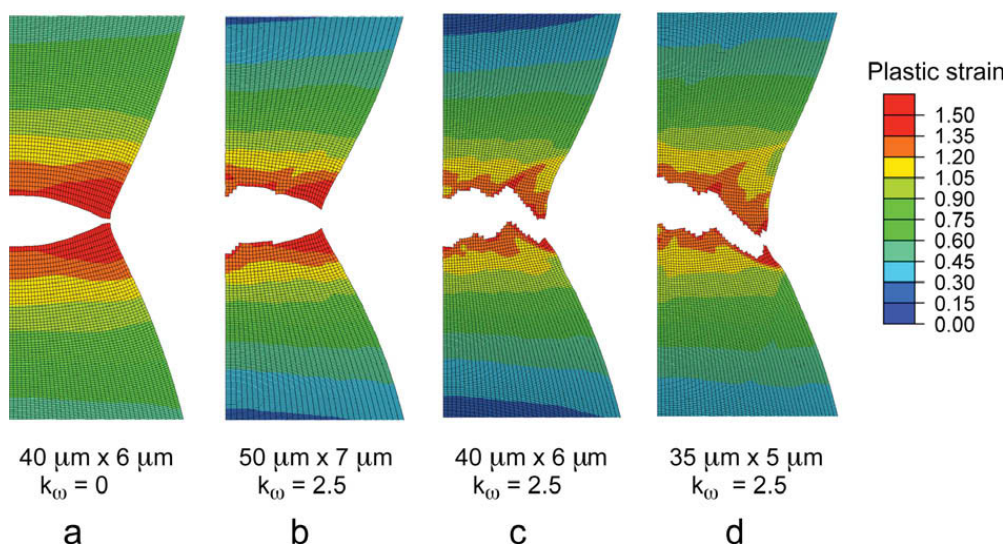 Plastic strain
1.50
1.35
1.20
1.05
0.90
0.75
0.60
0.45
0.30
0.15
0.00
40 μm x 6 μm
kω = 0
50 μm x 7 μm
kω = 2.5
40 μm x 6 μm
kω = 2.5
35 μm x 5 μm
kω = 2.5
a
b
c
d